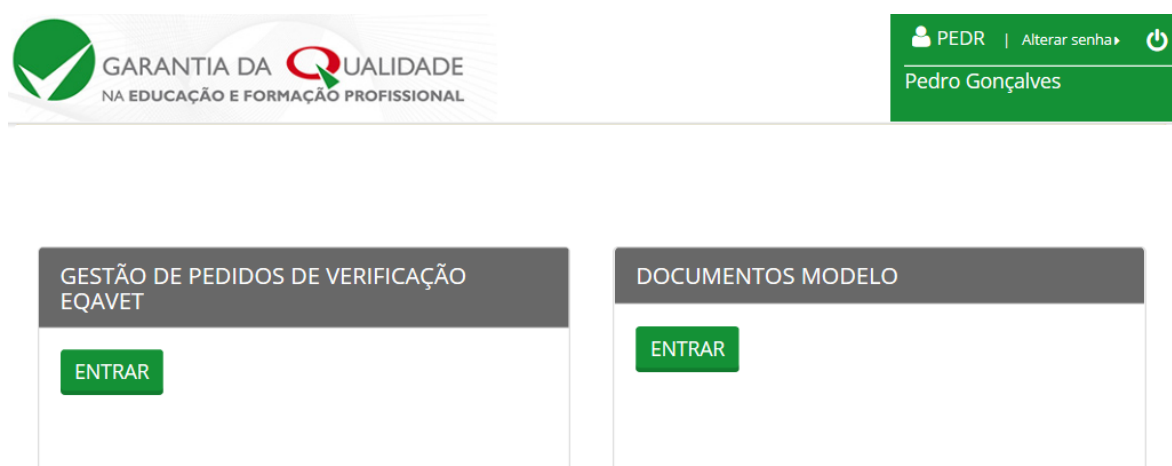 GARANTIA DA QUALIDADE
NA EDUCAÇÃO E FORMAÇÃO PROFISSIONAL
PEDR | Alterar senha
Pedro Gonçalves
GESTÃO DE PEDIDOS DE VERIFICAÇÃO
EQAVET
ENTRAR
DOCUMENTOS MODELO
ENTRAR